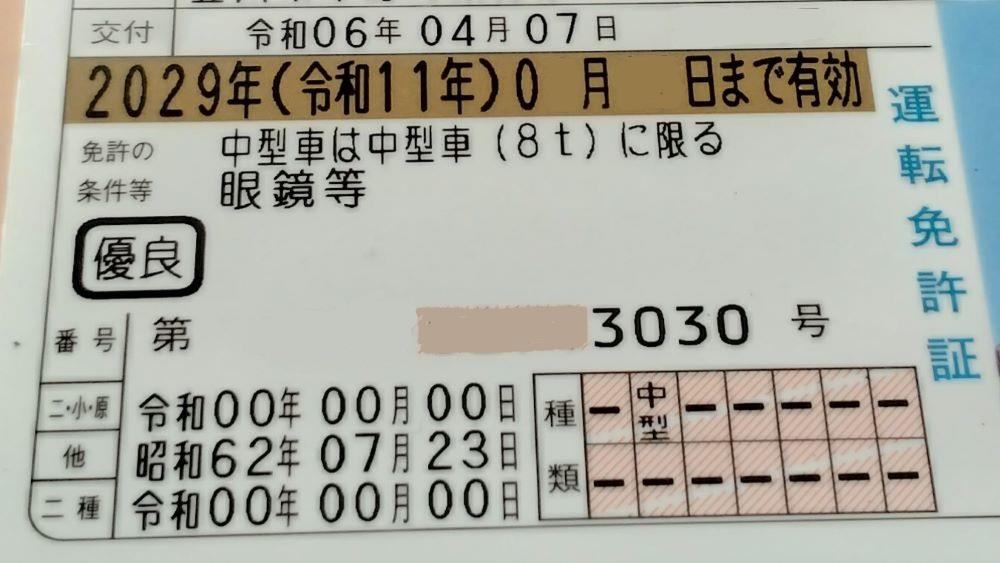 交付 令和06年 04月 07日
2029年(令和11年)0 月 日まで有効
免許の 中型車は中型車(8t)に限る
条件等 眼鏡等
優良
番号 第 3030 号
二・小・原 令和00年 00月 00日
他 昭和62年 07月 23日
二種 令和00年 00月 00日
種類
ー 中型 ー ー ー ー ー
ー ー ー ー ー ー ー
運転免許証